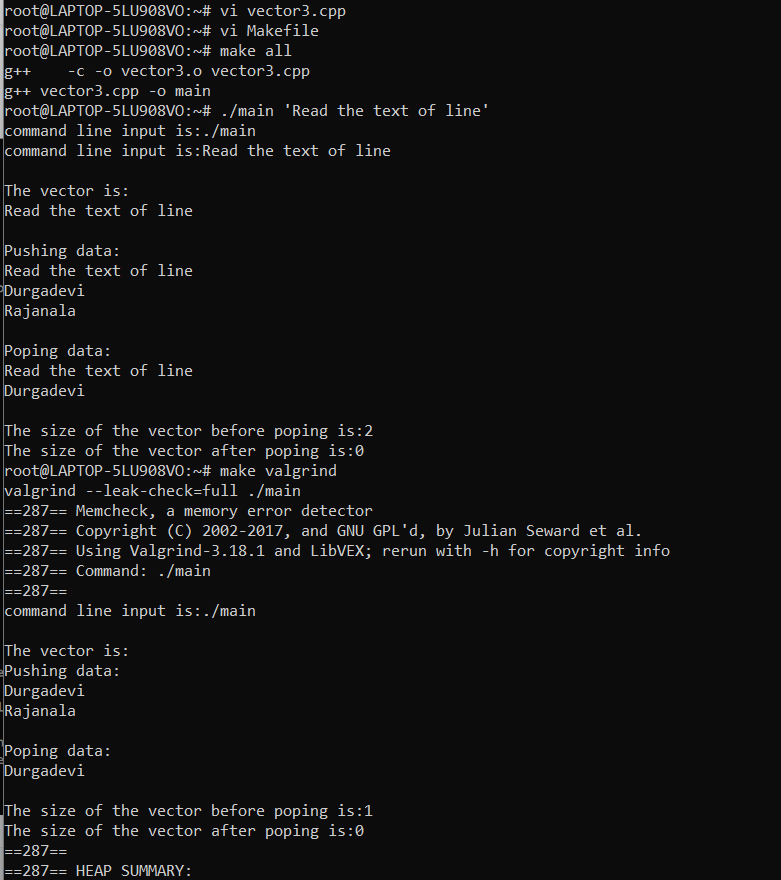 root@LAPTOP-5LU908VO:~# vi vector3.cpp
root@LAPTOP-5LU908VO:~# vi Makefile
root@LAPTOP-5LU908VO:~# make all
g++    -c -o vector3.o vector3.cpp
g++ vector3.cpp -o main
root@LAPTOP-5LU908VO:~# ./main 'Read the text of line'
command line input is:./main
command line input is:Read the text of line

The vector is:
Read the text of line

Pushing data:
Read the text of line
Durgadevi
Rajanala

Poping data:
Read the text of line
Durgadevi

The size of the vector before poping is:2
The size of the vector after poping is:0
root@LAPTOP-5LU908VO:~# make valgrind
valgrind --leak-check=full ./main
==287== Memcheck, a memory error detector
==287== Copyright (C) 2002-2017, and GNU GPL'd, by Julian Seward et al.
==287== Using Valgrind-3.18.1 and LibVEX; rerun with -h for copyright info
==287== Command: ./main
==287==
command line input is:./main

The vector is:
Pushing data:
Durgadevi
Rajanala

Poping data:
Durgadevi

The size of the vector before poping is:1
The size of the vector after poping is:0
==287==
==287== HEAP SUMMARY: